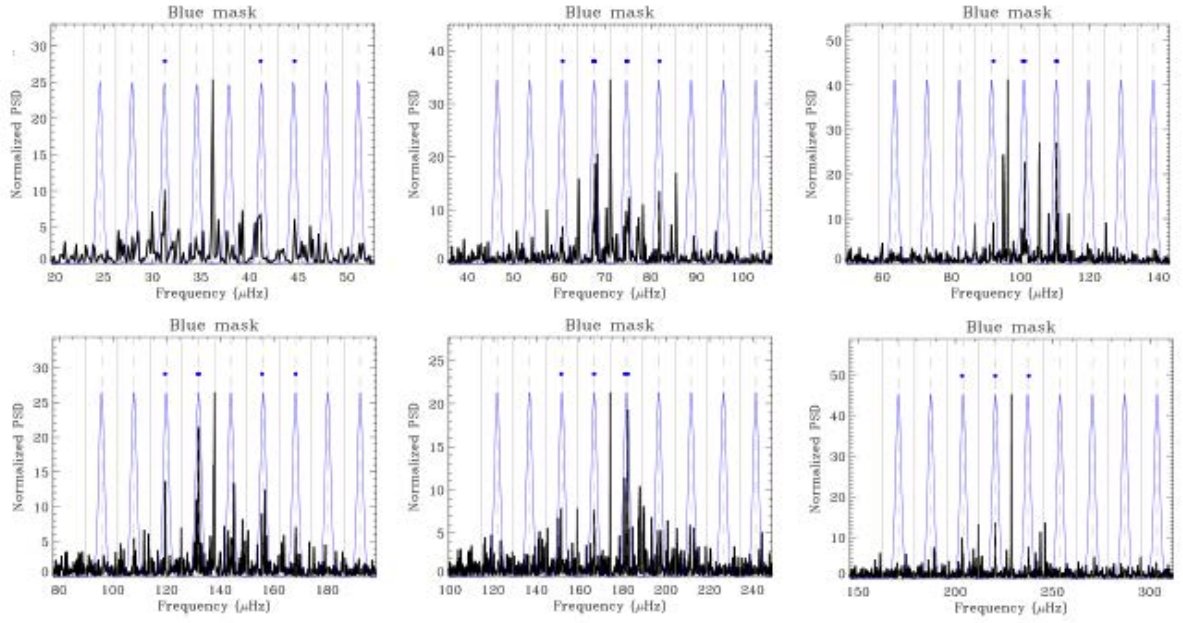 Blue mask
Blue mask
Blue mask
Normalized PSD
30
25
20
15
10
5
0
20 25 30 35 40 45 50
Frequency (μHz)
Normalized PSD
40
30
20
10
0
40 50 60 70 80 90 100
Frequency (μHz)
Normalized PSD
50
40
30
20
10
0
60 80 100 120 140
Frequency (μHz)
Blue mask
Blue mask
Blue mask
Normalized PSD
30
25
20
15
10
5
0
80 100 120 140 160 180
Frequency (μHz)
Normalized PSD
25
20
15
10
5
0
100 120 140 160 180 200 220 240
Frequency (μHz)
Normalized PSD
50
40
30
20
10
0
150 200 250 300
Frequency (μHz)